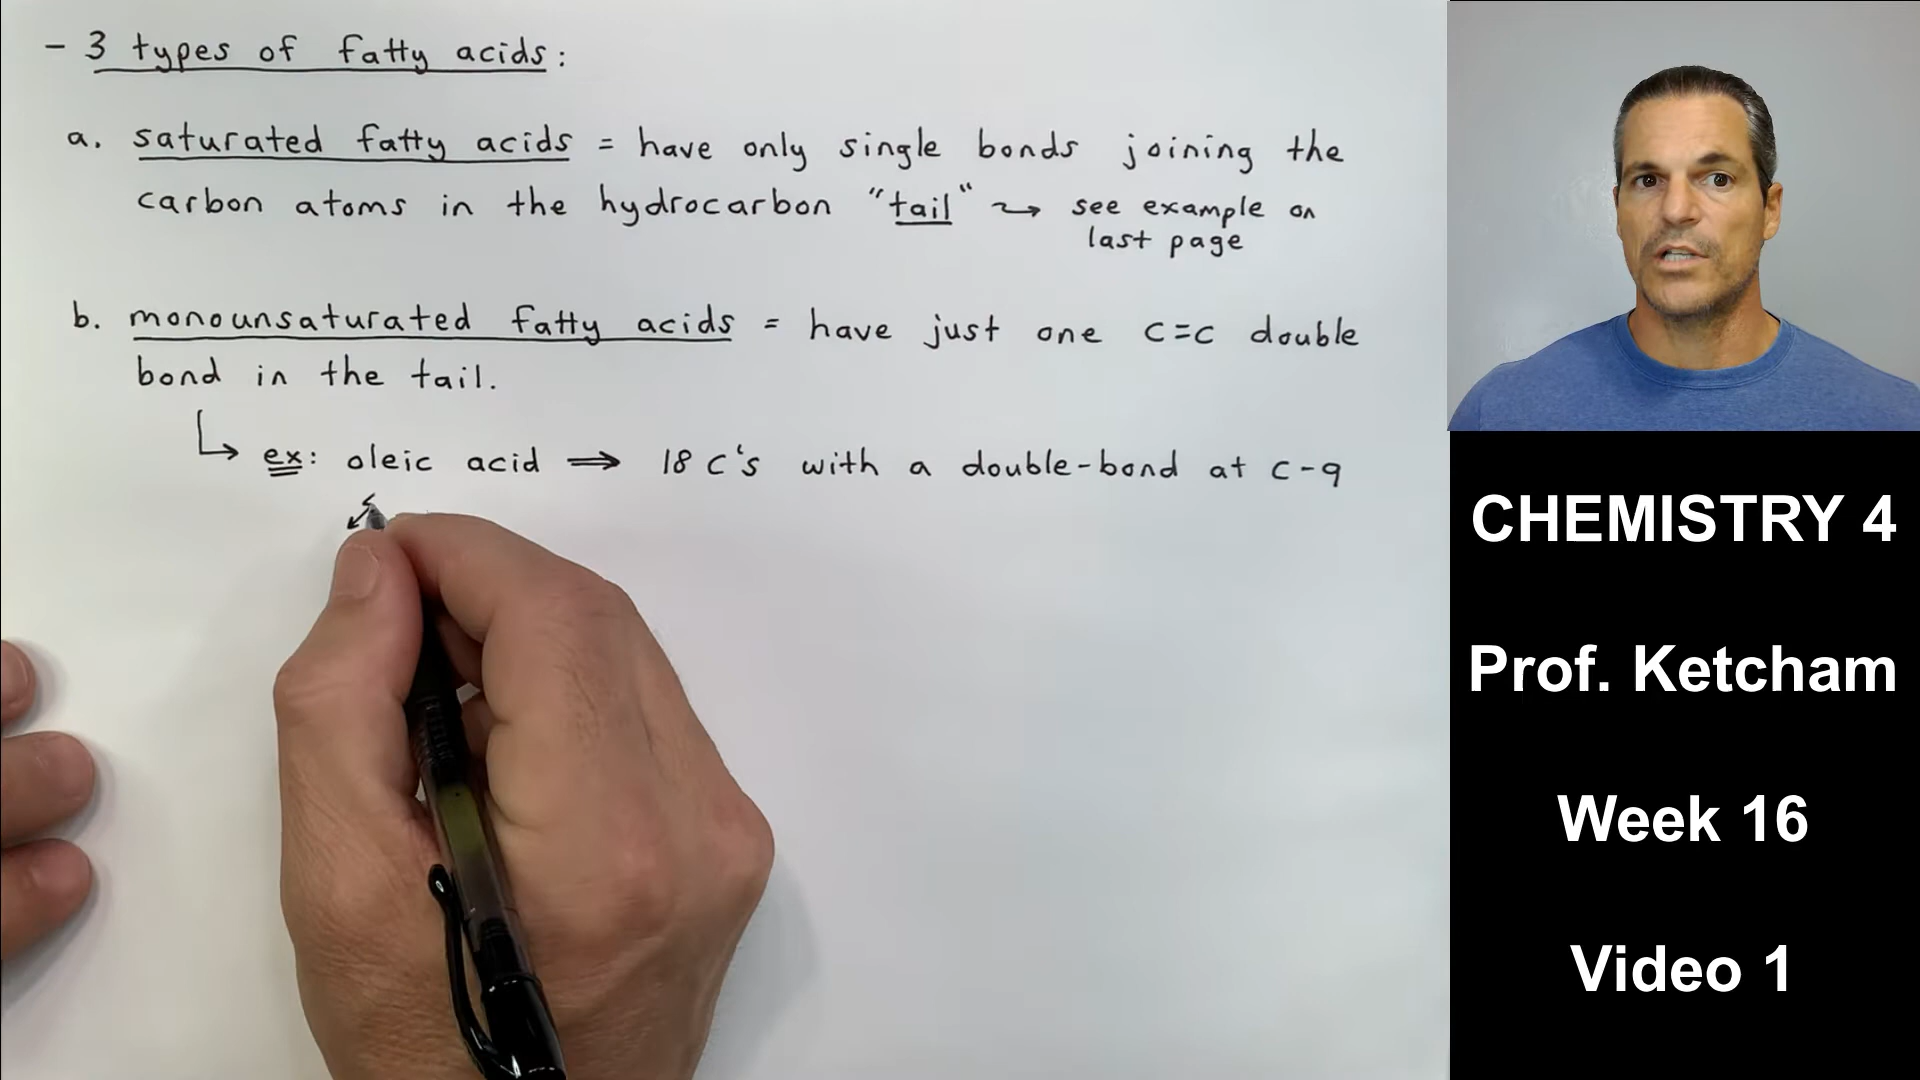 - 3 types of fatty acids:
a. saturated fatty acids = have only single bonds joining the
carbon atoms in the hydrocarbon "tail" ⤳ see example on
last page
b. monounsaturated fatty acids = have just one C=C double
bond in the tail.
↳ ex: oleic acid ⟹ 18 C's with a double-bond at C-9
CHEMISTRY 4
Prof. Ketcham
Week 16
Video 1